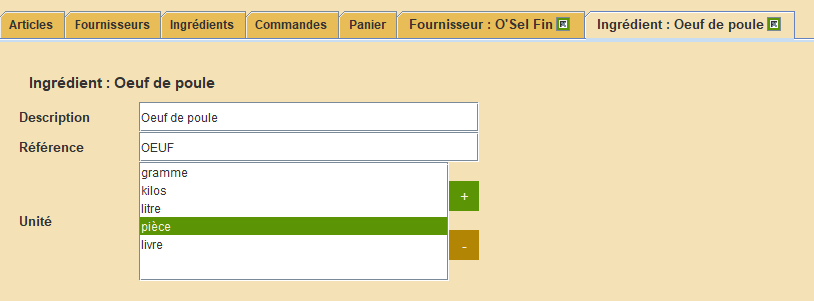 Articles Fournisseurs Ingrédients Commandes Panier Fournisseur : O'Sel Fin Ingrédient : Oeuf de poule
Ingrédient : Oeuf de poule
Description Oeuf de poule
Référence OEUF
gramme
kilos
litre
Unité
pièce
livre
+
-